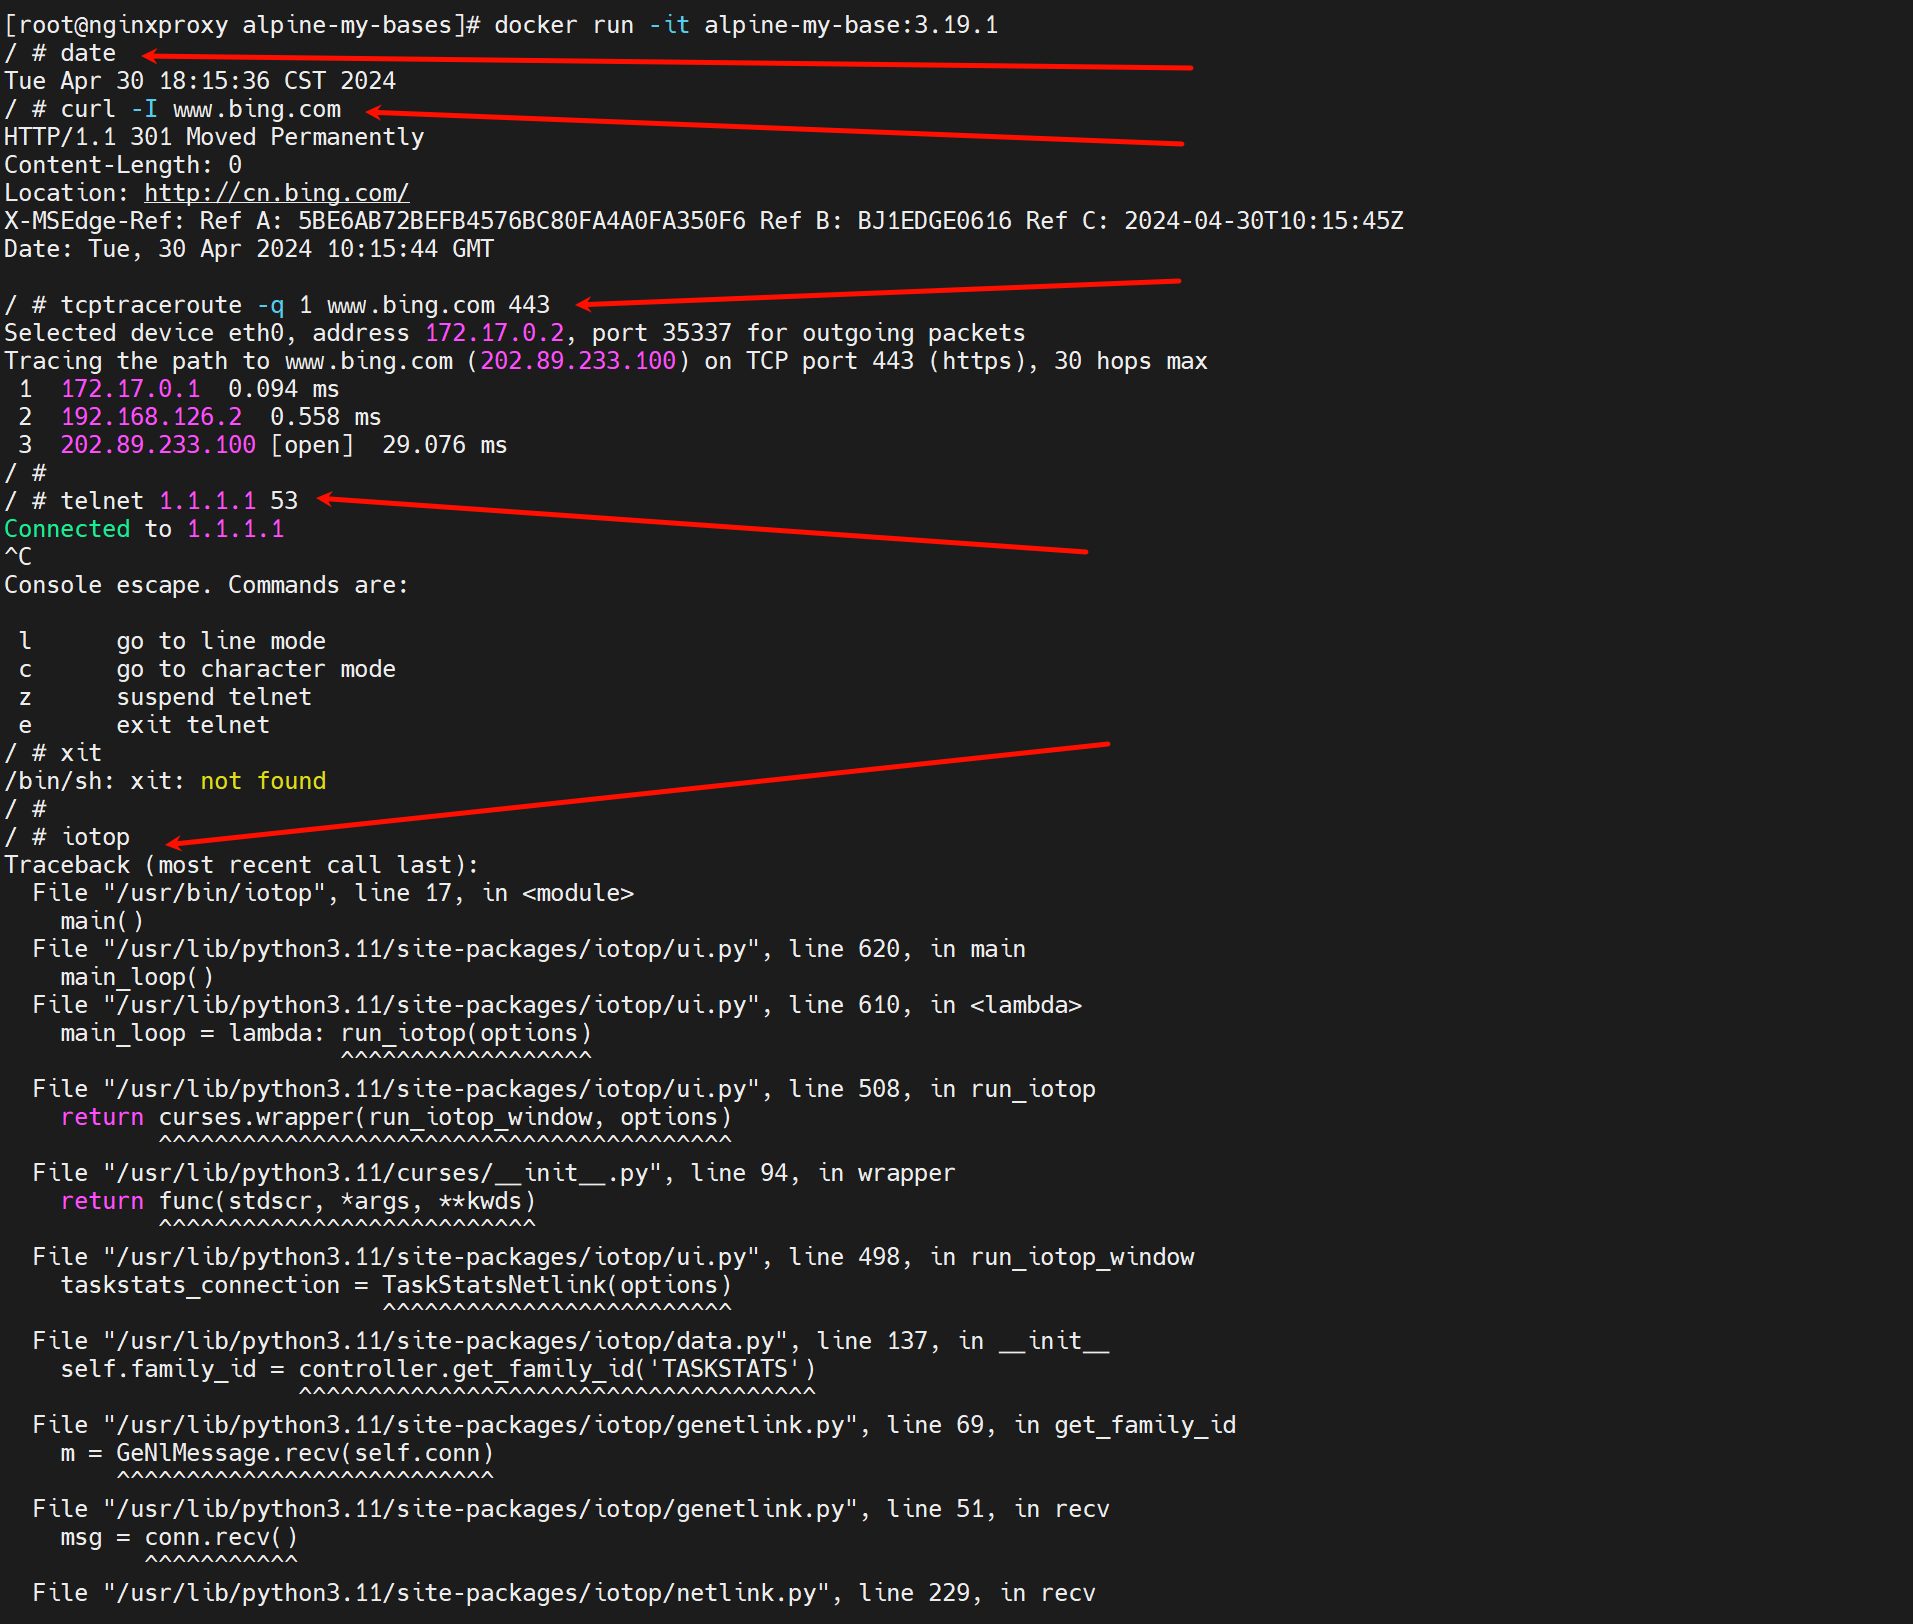 [root@nginxproxy alpine-my-bases]# docker run -it alpine-my-base:3.19.1
/ # date
Tue Apr 30 18:15:36 CST 2024
/ # curl -I www.bing.com
HTTP/1.1 301 Moved Permanently
Content-Length: 0
Location: http://cn.bing.com/
X-MSEdge-Ref: Ref A: 5BE6AB72BEFB4576BC80FA4A0FA350F6 Ref B: BJ1EDGE0616 Ref C: 2024-04-30T10:15:45Z
Date: Tue, 30 Apr 2024 10:15:44 GMT

/ # tcptraceroute -q 1 www.bing.com 443
Selected device eth0, address 172.17.0.2, port 35337 for outgoing packets
Tracing the path to www.bing.com (202.89.233.100) on TCP port 443 (https), 30 hops max
 1  172.17.0.1  0.094 ms
 2  192.168.126.2  0.558 ms
 3  202.89.233.100 [open]  29.076 ms
/ #
/ # telnet 1.1.1.1 53
Connected to 1.1.1.1
^C
Console escape. Commands are:

 l      go to line mode
 c      go to character mode
 z      suspend telnet
 e      exit telnet
/ # xit
/bin/sh: xit: not found
/ #
/ # iotop
Traceback (most recent call last):
  File "/usr/bin/iotop", line 17, in <module>
    main()
  File "/usr/lib/python3.11/site-packages/iotop/ui.py", line 620, in main
    main_loop()
  File "/usr/lib/python3.11/site-packages/iotop/ui.py", line 610, in <lambda>
    main_loop = lambda: run_iotop(options)
                        ^^^^^^^^^^^^^^^^^^
  File "/usr/lib/python3.11/site-packages/iotop/ui.py", line 508, in run_iotop
    return curses.wrapper(run_iotop_window, options)
           ^^^^^^^^^^^^^^^^^^^^^^^^^^^^^^^^^^^^^^^^^
  File "/usr/lib/python3.11/curses/__init__.py", line 94, in wrapper
    return func(stdscr, *args, **kwds)
           ^^^^^^^^^^^^^^^^^^^^^^^^^^^
  File "/usr/lib/python3.11/site-packages/iotop/ui.py", line 498, in run_iotop_window
    taskstats_connection = TaskStatsNetlink(options)
                           ^^^^^^^^^^^^^^^^^^^^^^^^^
  File "/usr/lib/python3.11/site-packages/iotop/data.py", line 137, in __init__
    self.family_id = controller.get_family_id('TASKSTATS')
                     ^^^^^^^^^^^^^^^^^^^^^^^^^^^^^^^^^^^^^
  File "/usr/lib/python3.11/site-packages/iotop/genetlink.py", line 69, in get_family_id
    m = GeNlMessage.recv(self.conn)
        ^^^^^^^^^^^^^^^^^^^^^^^^^^^
  File "/usr/lib/python3.11/site-packages/iotop/genetlink.py", line 51, in recv
    msg = conn.recv()
          ^^^^^^^^^^^
  File "/usr/lib/python3.11/site-packages/iotop/netlink.py", line 229, in recv